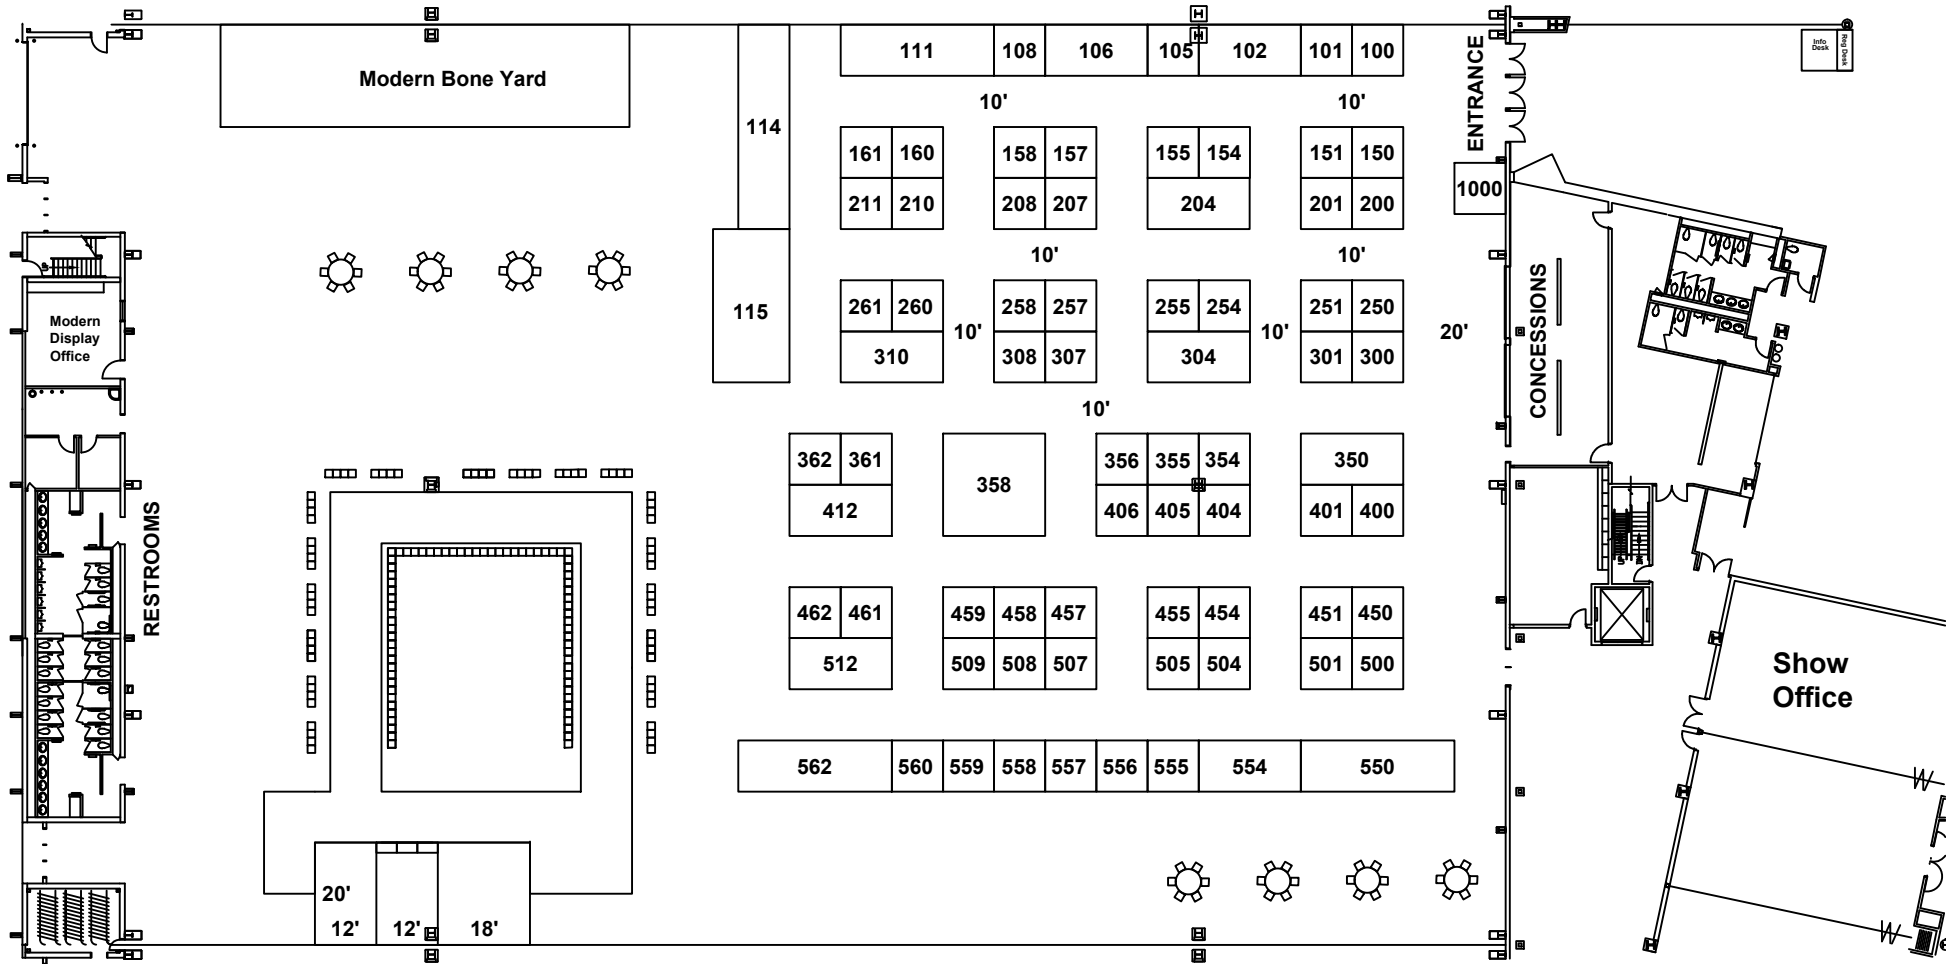 111 108 106 105 102 101 100
Info
Desk
Reg Desk
Modern Bone Yard
ENTRANCE
10' 10'
114
161 160 158 157 155 154 151 150
1000
211 210 208 207 204 201 200
10' 10'
115
261 260 258 257 255 254 251 250
Modern
Display
Office
10' 10' 20'
CONCESSIONS
310 308 307 304 301 300
10'
362 361 356 355 354 350
358
412 406 405 404 401 400
RESTROOMS
462 461 459 458 457 455 454 451 450
512 509 508 507 505 504 501 500
Show
Office
562 560 559 558 557 556 555 554 550
20'
12' 12' 18'